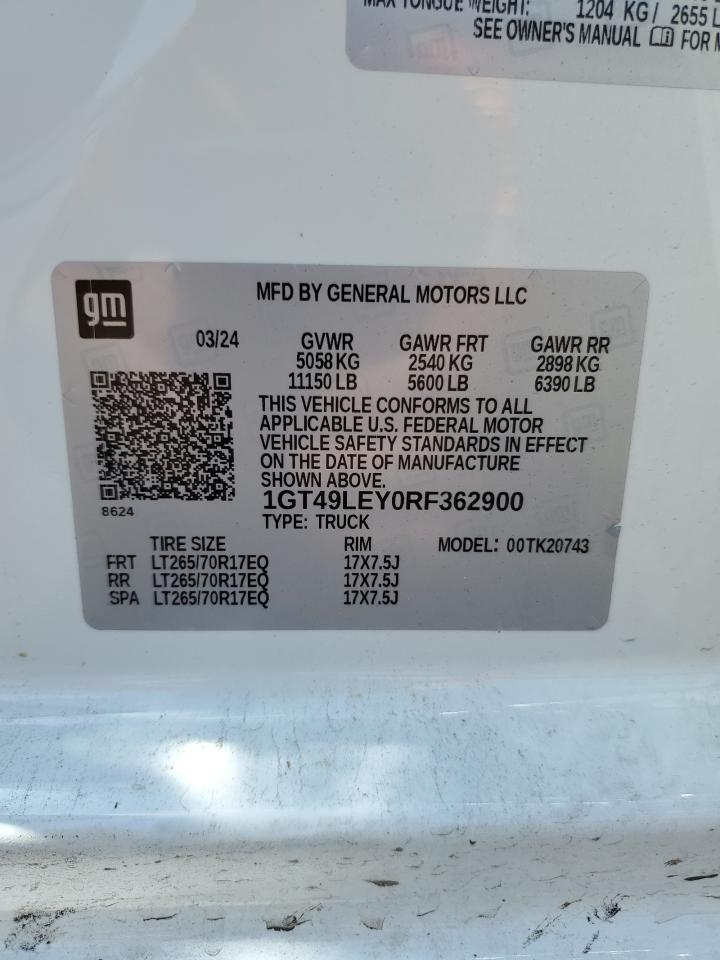 MAX TONGUE WEIGHT: 1204 KG / 2655 L
SEE OWNER'S MANUAL FOR
gm
MFD BY GENERAL MOTORS LLC
03/24 GVWR GAWR FRT GAWR RR
5058 KG 2540 KG 2898 KG
11150 LB 5600 LB 6390 LB
THIS VEHICLE CONFORMS TO ALL
APPLICABLE U.S. FEDERAL MOTOR
VEHICLE SAFETY STANDARDS IN EFFECT
ON THE DATE OF MANUFACTURE
SHOWN ABOVE.
8624
1GT49LEY0RF362900
TYPE: TRUCK
TIRE SIZE RIM MODEL: 00TK20743
FRT LT265/70R17EQ 17X7.5J
RR LT265/70R17EQ 17X7.5J
SPA LT265/70R17EQ 17X7.5J